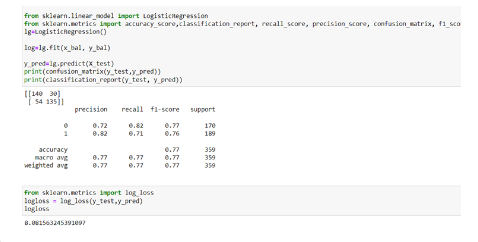 from sklearn.linear_model import LogisticRegression
from sklearn.metrics import accuracy_score,classification_report, recall_score, precision_score, confusion_matrix, f1_sco
lg=LogisticRegression()
log=lg.fit(x_bal, y_bal)
y_pred=lg.predict(X_test)
print(confusion_matrix(y_test,y_pred))
print(classification_report(y_test, y_pred))
[[140 30]
[ 54 135]]
precision recall f1-score support
0 0.72 0.82 0.77 170
1 0.82 0.71 0.76 189
accuracy 0.77 359
macro avg 0.77 0.77 0.77 359
weighted avg 0.77 0.77 0.77 359
from sklearn.metrics import log_loss
logloss = log_loss(y_test,y_pred)
logloss
8.081563245391097